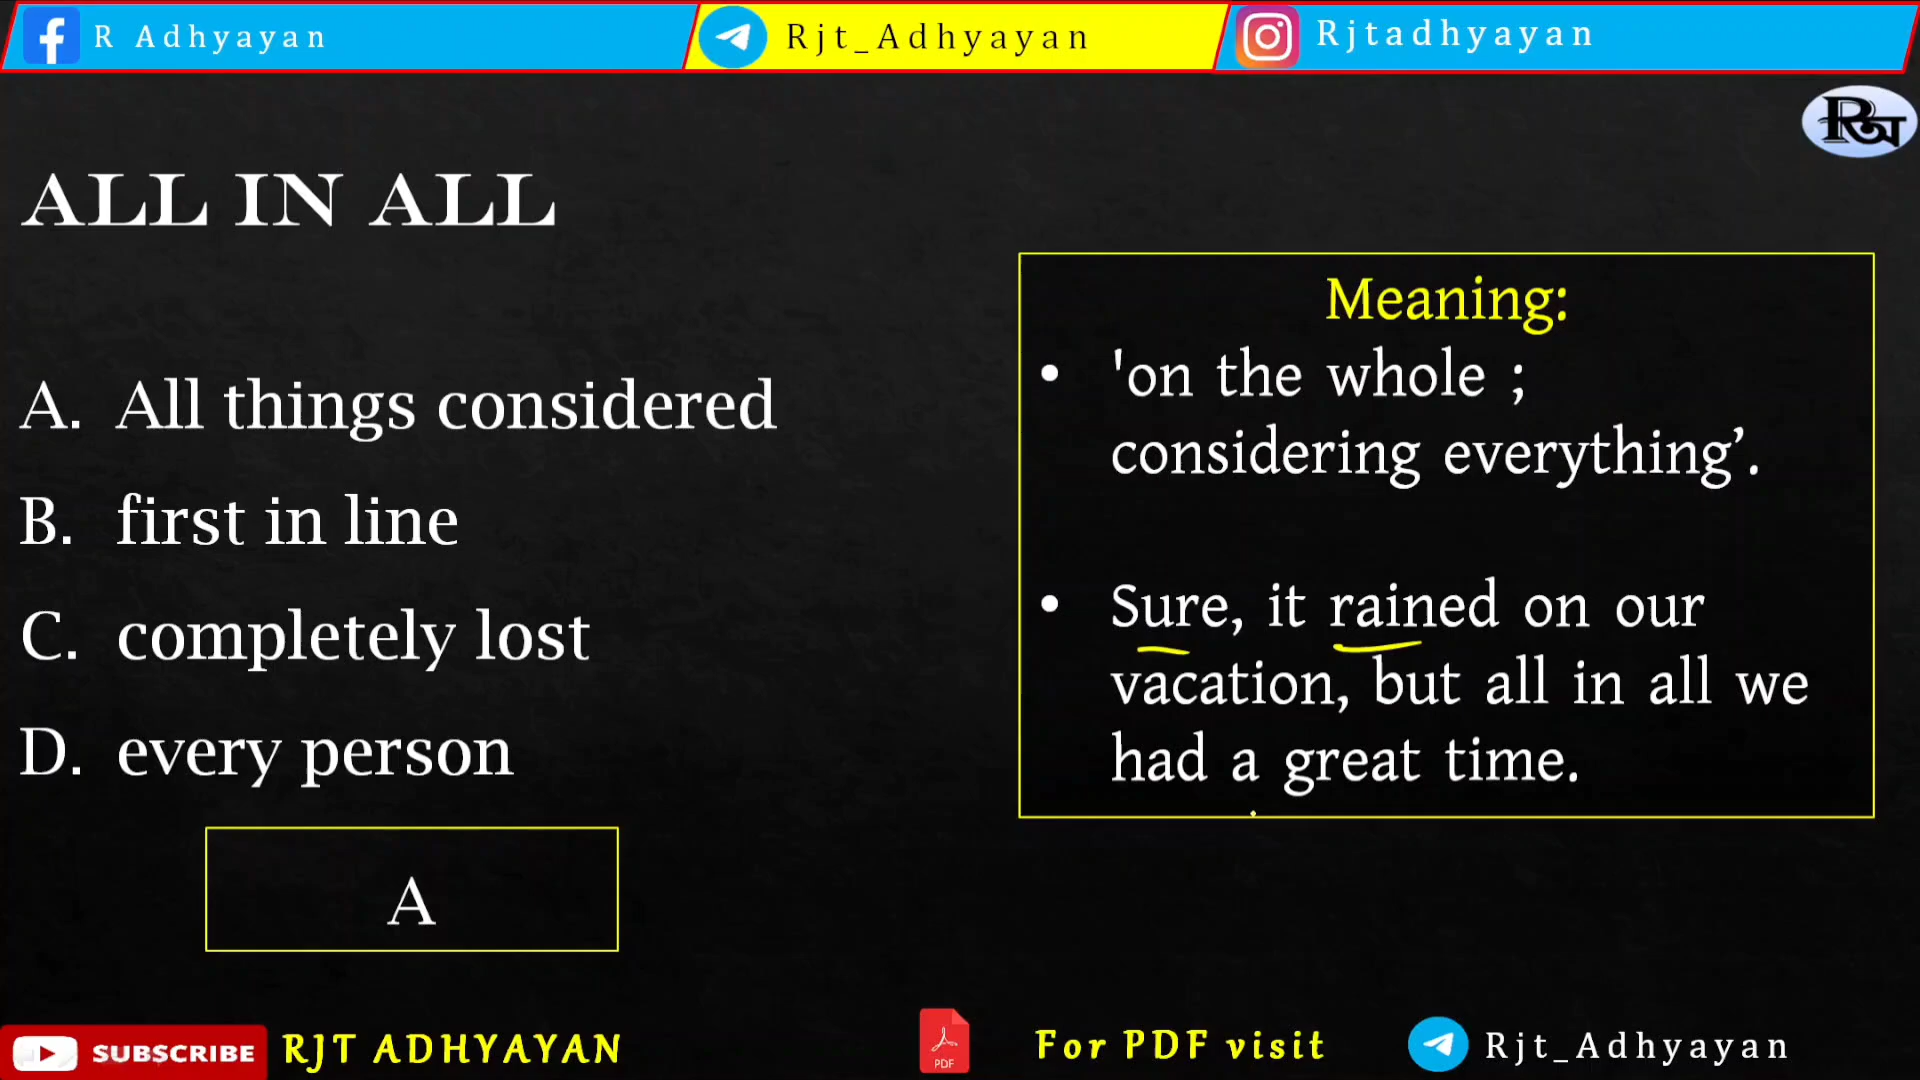 R Adhyayan
Rjt_Adhyayan
Rjtadhyayan
ALL IN ALL
A. All things considered
B. first in line
C. completely lost
D. every person
A
Meaning:
• 'on the whole ;
considering everything’.
• Sure, it rained on our
vacation, but all in all we
had a great time.
SUBSCRIBE
RJT ADHYAYAN
PDF
For PDF visit
Rjt_Adhyayan